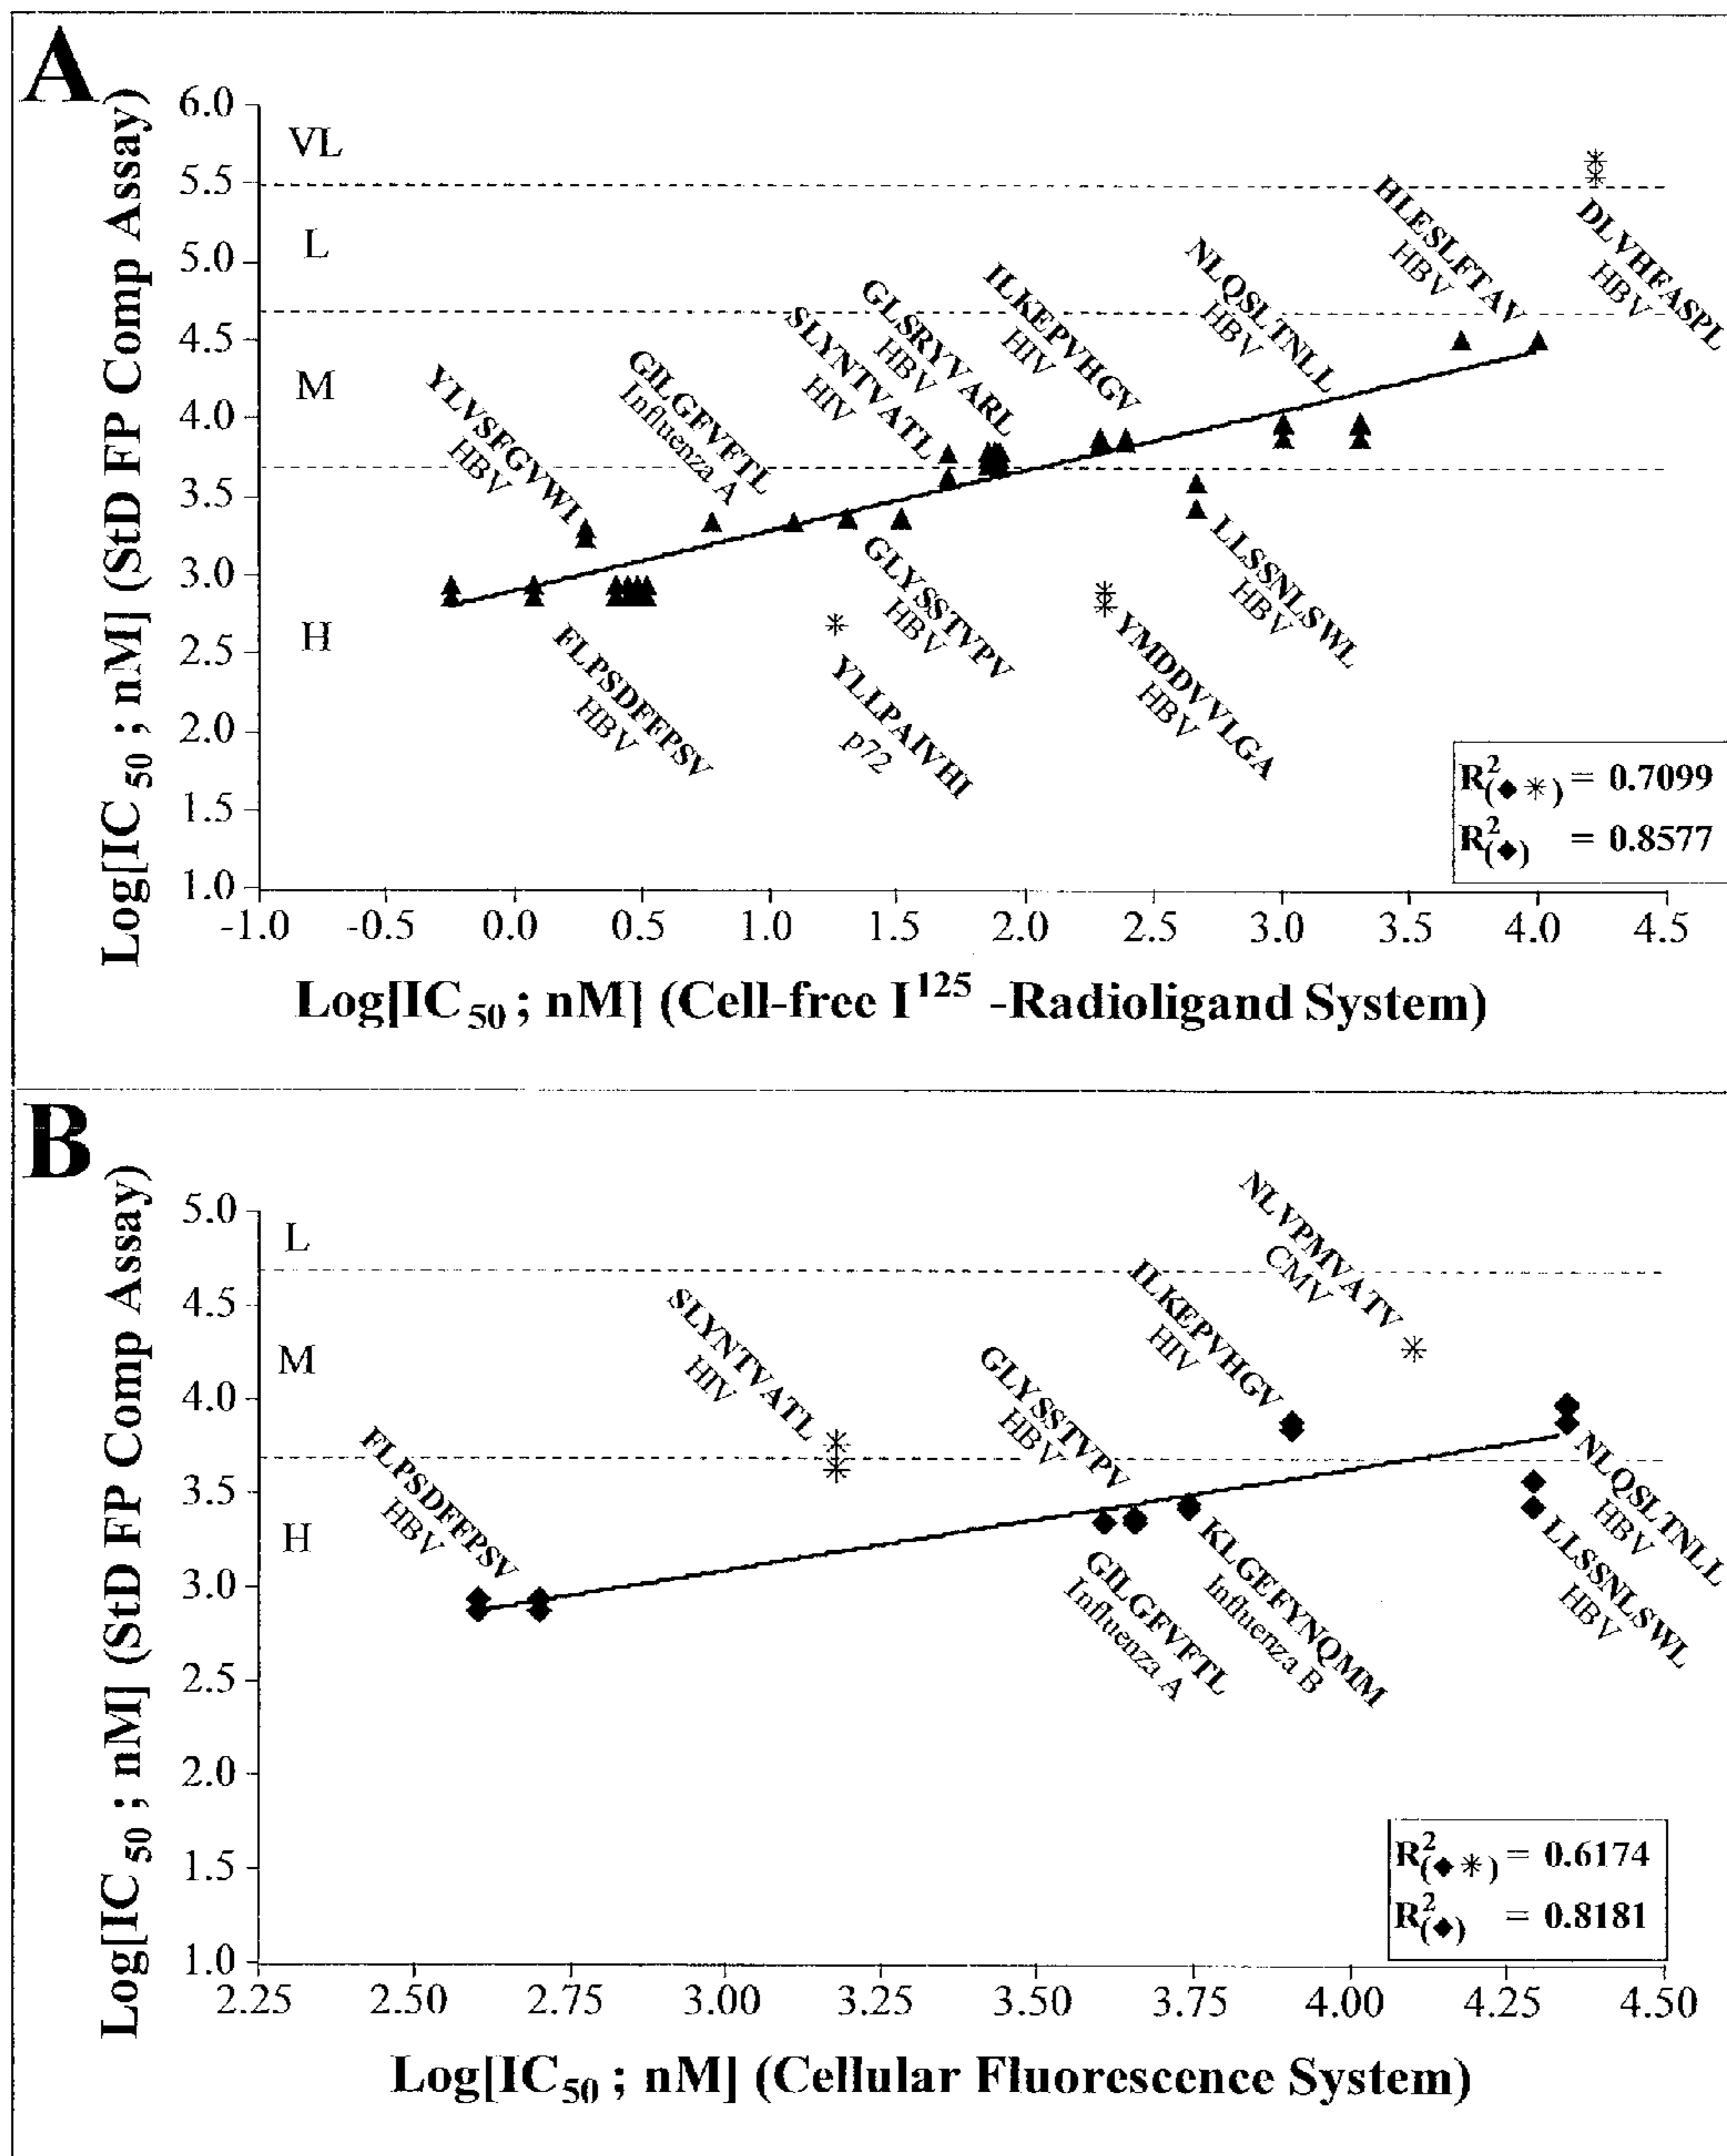 A
Log[IC50 ; nM] (StD FP Comp Assay)
6.0
5.5
5.0
4.5
4.0
3.5
3.0
2.5
2.0
1.5
1.0
VL
L
M
H
YLVSFGVWI
HBV
GILGFVFTL
Influenza A
SLYNTVATL
HIV
GLSRYVARL
HBV
ILKEPVHGV
HIV
NLQSLTNLL
HBV
HLESLFTAV
HBV
DLVHFASPL
HBV
FLPSDFFPSV
HBV
YLLPAIVHI
p72
GLYSSTVPV
HBV
YMDDVVLGA
HBV
LLSSNLSWL
HBV
R2(◆ *) = 0.7099
R2(◆) = 0.8577
-1.0 -0.5 0.0 0.5 1.0 1.5 2.0 2.5 3.0 3.5 4.0 4.5
Log[IC50 ; nM] (Cell-free I125 -Radioligand System)
B
Log[IC50 ; nM] (StD FP Comp Assay)
5.0
4.5
4.0
3.5
3.0
2.5
2.0
1.5
1.0
L
M
H
FLPSDFFPSV
HBV
SLYNTVATL
HIV
GLYSSTVPV
HBV
ILKEPVHGV
HIV
NLVPMVATV
CMV
GILGFVFTL
Influenza A
KLGEFYNQMM
Influenza B
NLQSLTNLL
HBV
LLSSNLSWL
HBV
R2(◆ *) = 0.6174
R2(◆) = 0.8181
2.25 2.50 2.75 3.00 3.25 3.50 3.75 4.00 4.25 4.50
Log[IC50 ; nM] (Cellular Fluorescence System)